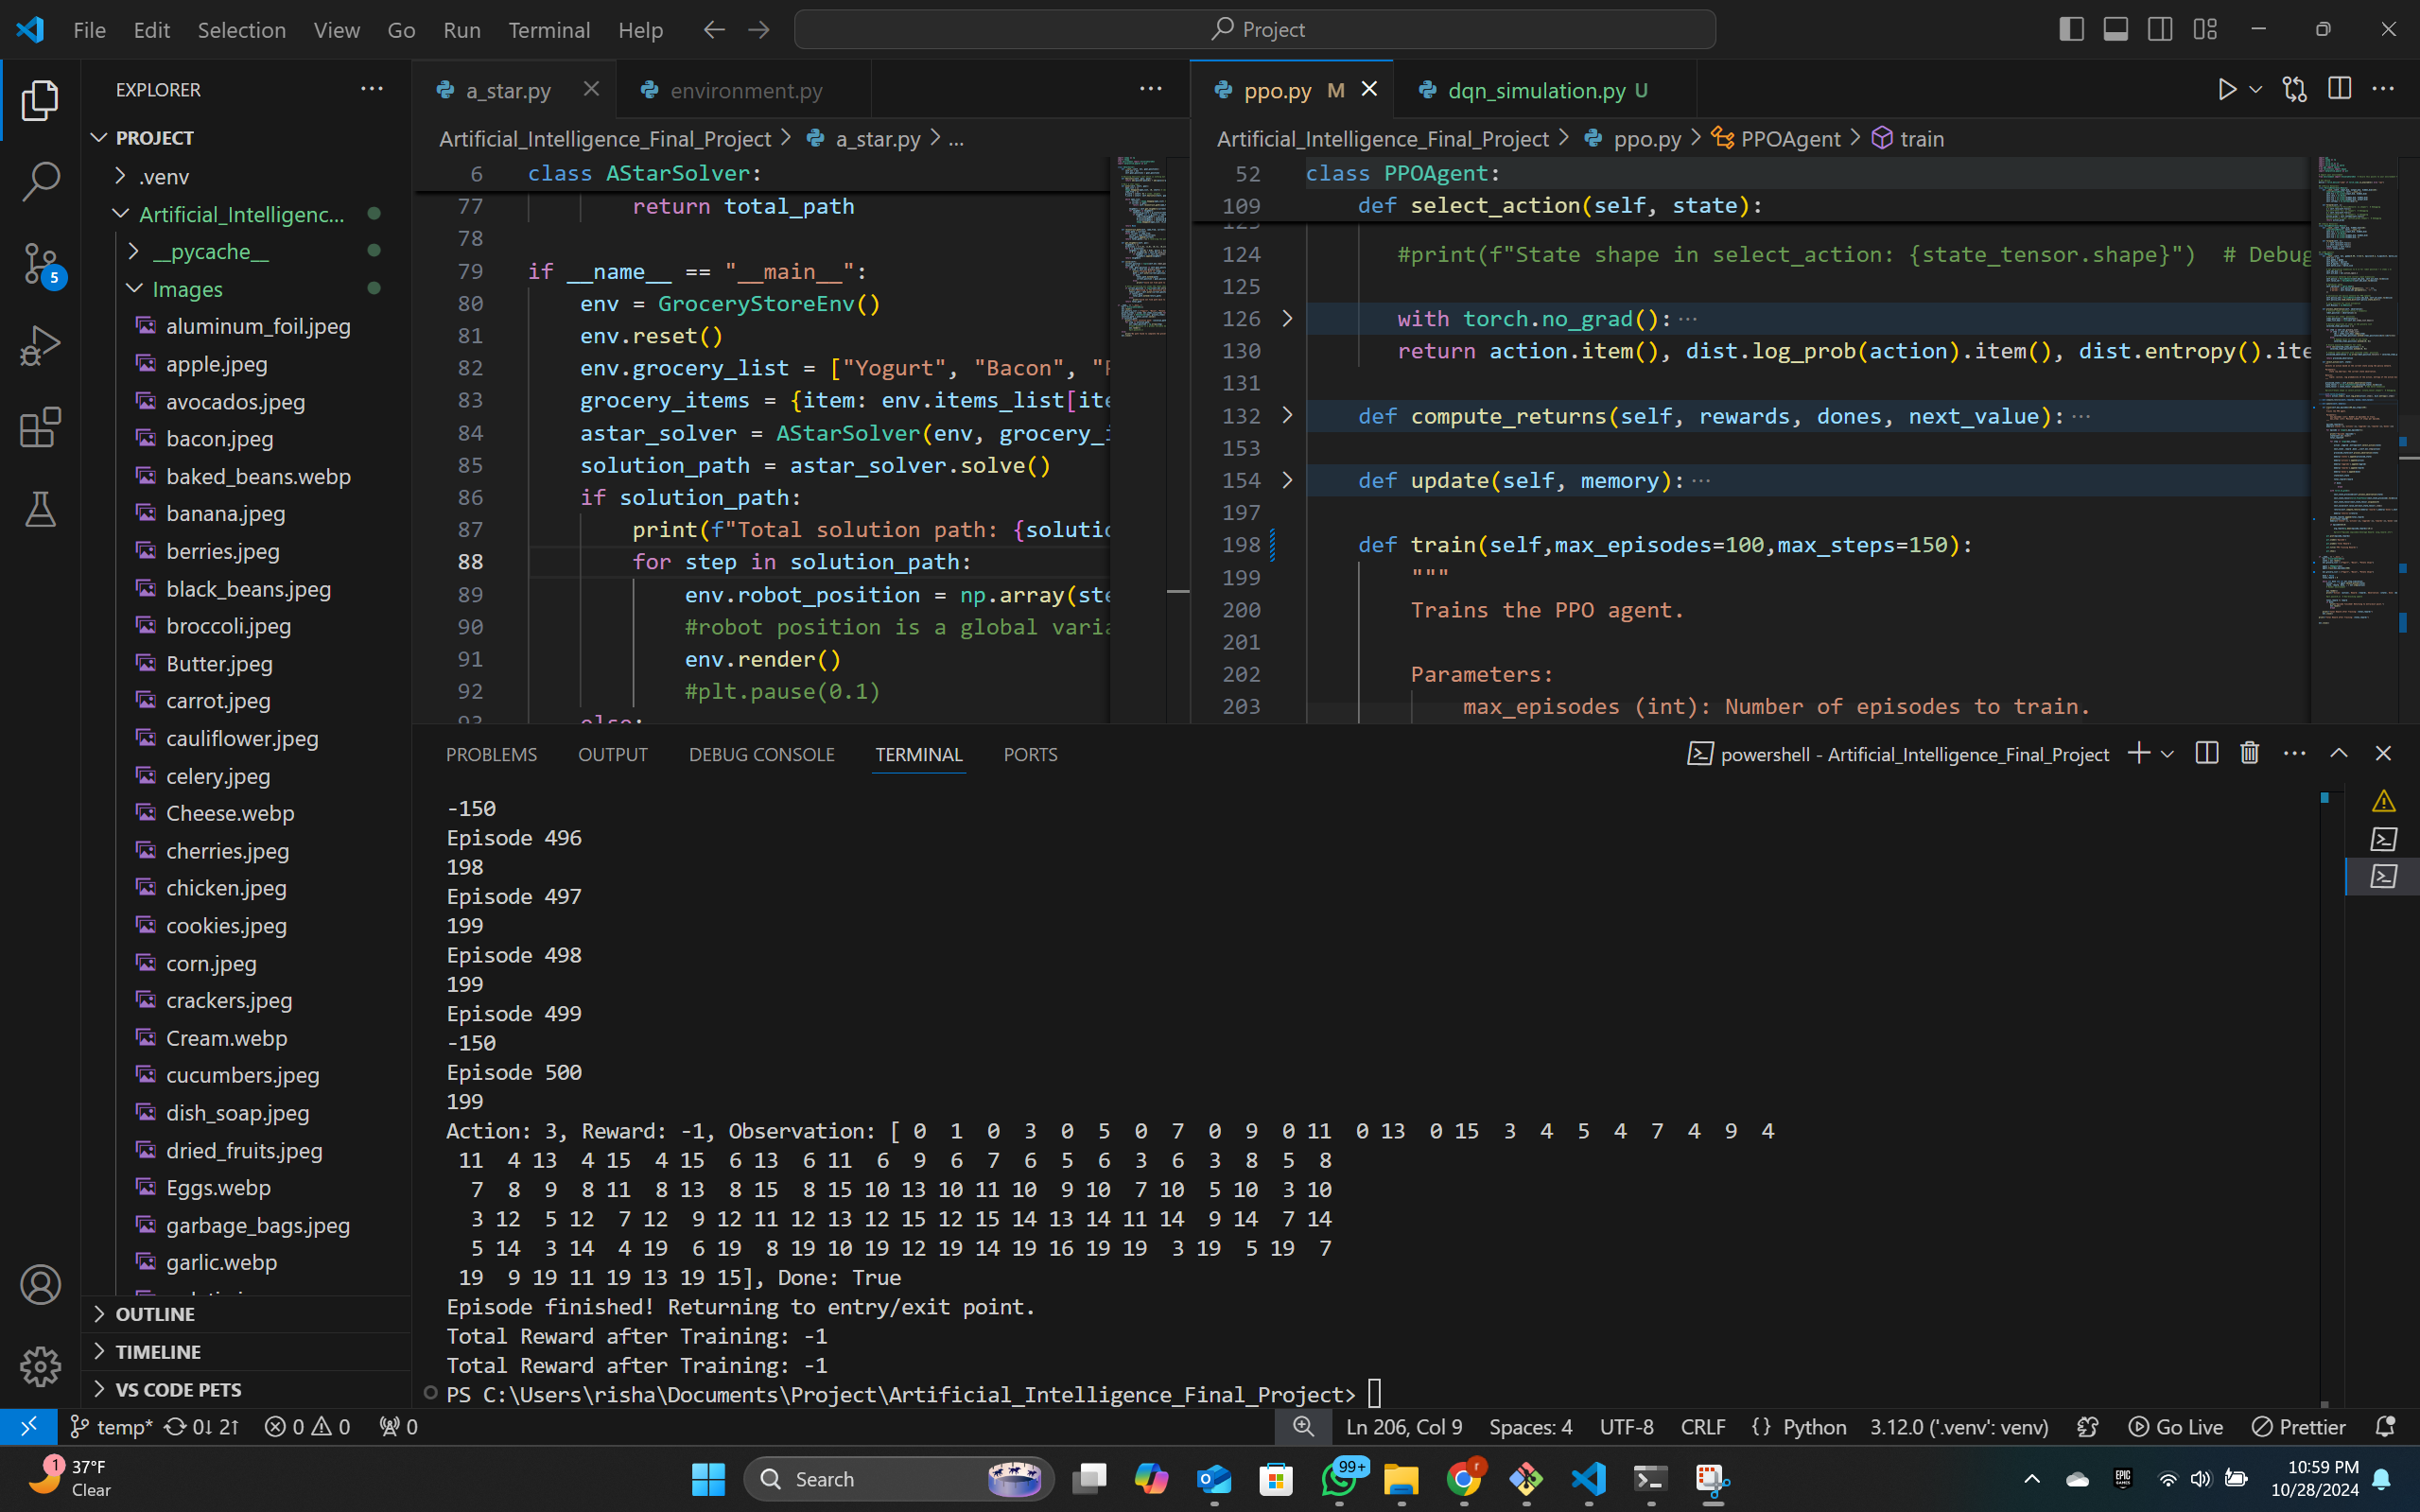 File Edit Selection View Go Run Terminal Help
Project
EXPLORER
PROJECT
.venv
Artificial_Intelligenc...
__pycache__
Images
aluminum_foil.jpeg
apple.jpeg
avocados.jpeg
bacon.jpeg
baked_beans.webp
banana.jpeg
berries.jpeg
black_beans.jpeg
broccoli.jpeg
Butter.jpeg
carrot.jpeg
cauliflower.jpeg
celery.jpeg
Cheese.webp
cherries.jpeg
chicken.jpeg
cookies.jpeg
corn.jpeg
crackers.jpeg
Cream.webp
cucumbers.jpeg
dish_soap.jpeg
dried_fruits.jpeg
Eggs.webp
garbage_bags.jpeg
garlic.webp
OUTLINE
TIMELINE
VS CODE PETS
5
a_star.py
environment.py
Artificial_Intelligence_Final_Project > a_star.py > ...
6 class AStarSolver:
77 return total_path
78
79 if __name__ == "__main__":
80 env = GroceryStoreEnv()
81 env.reset()
82 env.grocery_list = ["Yogurt", "Bacon", "
83 grocery_items = {item: env.items_list[ite
84 astar_solver = AStarSolver(env, grocery_i
85 solution_path = astar_solver.solve()
86 if solution_path:
87 print(f"Total solution path: {solutio
88 for step in solution_path:
89 env.robot_position = np.array(ste
90 #robot position is a global varia
91 env.render()
92 #plt.pause(0.1)
93 else:
ppo.py M
dqn_simulation.py U
Artificial_Intelligence_Final_Project > ppo.py > PPOAgent > train
52 class PPOAgent:
109 def select_action(self, state):
124 #print(f"State shape in select_action: {state_tensor.shape}") # Debug
125
126 with torch.no_grad():...
130 return action.item(), dist.log_prob(action).item(), dist.entropy().ite
131
132 def compute_returns(self, rewards, dones, next_value):...
153
154 def update(self, memory):...
197
198 def train(self,max_episodes=100,max_steps=150):
199 """
200 Trains the PPO agent.
201
202 Parameters:
203 max_episodes (int): Number of episodes to train.
PROBLEMS OUTPUT DEBUG CONSOLE TERMINAL PORTS
powershell - Artificial_Intelligence_Final_Project
-150
Episode 496
198
Episode 497
199
Episode 498
199
Episode 499
-150
Episode 500
199
Action: 3, Reward: -1, Observation: [ 0 1 0 3 0 5 0 7 0 9 0 11 0 13 0 15 3 4 5 4 7 4 9 4
11 4 13 4 15 4 15 6 13 6 11 6 9 6 7 6 5 6 3 6 3 8 5 8
7 8 9 8 11 8 13 8 15 8 15 10 13 10 11 10 9 10 7 10 5 10 3 10
3 12 5 12 7 12 9 12 11 12 13 12 15 12 15 14 13 14 11 14 9 14 7 14
5 14 3 14 4 19 6 19 8 19 10 19 12 19 14 19 16 19 19 3 19 5 19 7
19 9 19 11 19 13 19 15], Done: True
Episode finished! Returning to entry/exit point.
Total Reward after Training: -1
Total Reward after Training: -1
PS C:\Users\risha\Documents\Project\Artificial_Intelligence_Final_Project>
temp* 0↓ 2↑ 0 0 0
Ln 206, Col 9 Spaces: 4 UTF-8 CRLF {} Python 3.12.0 ('.venv': venv) Go Live Prettier
1
37°F
Clear
Search
99+
r
EPIC GAMES
10:59 PM
10/28/2024